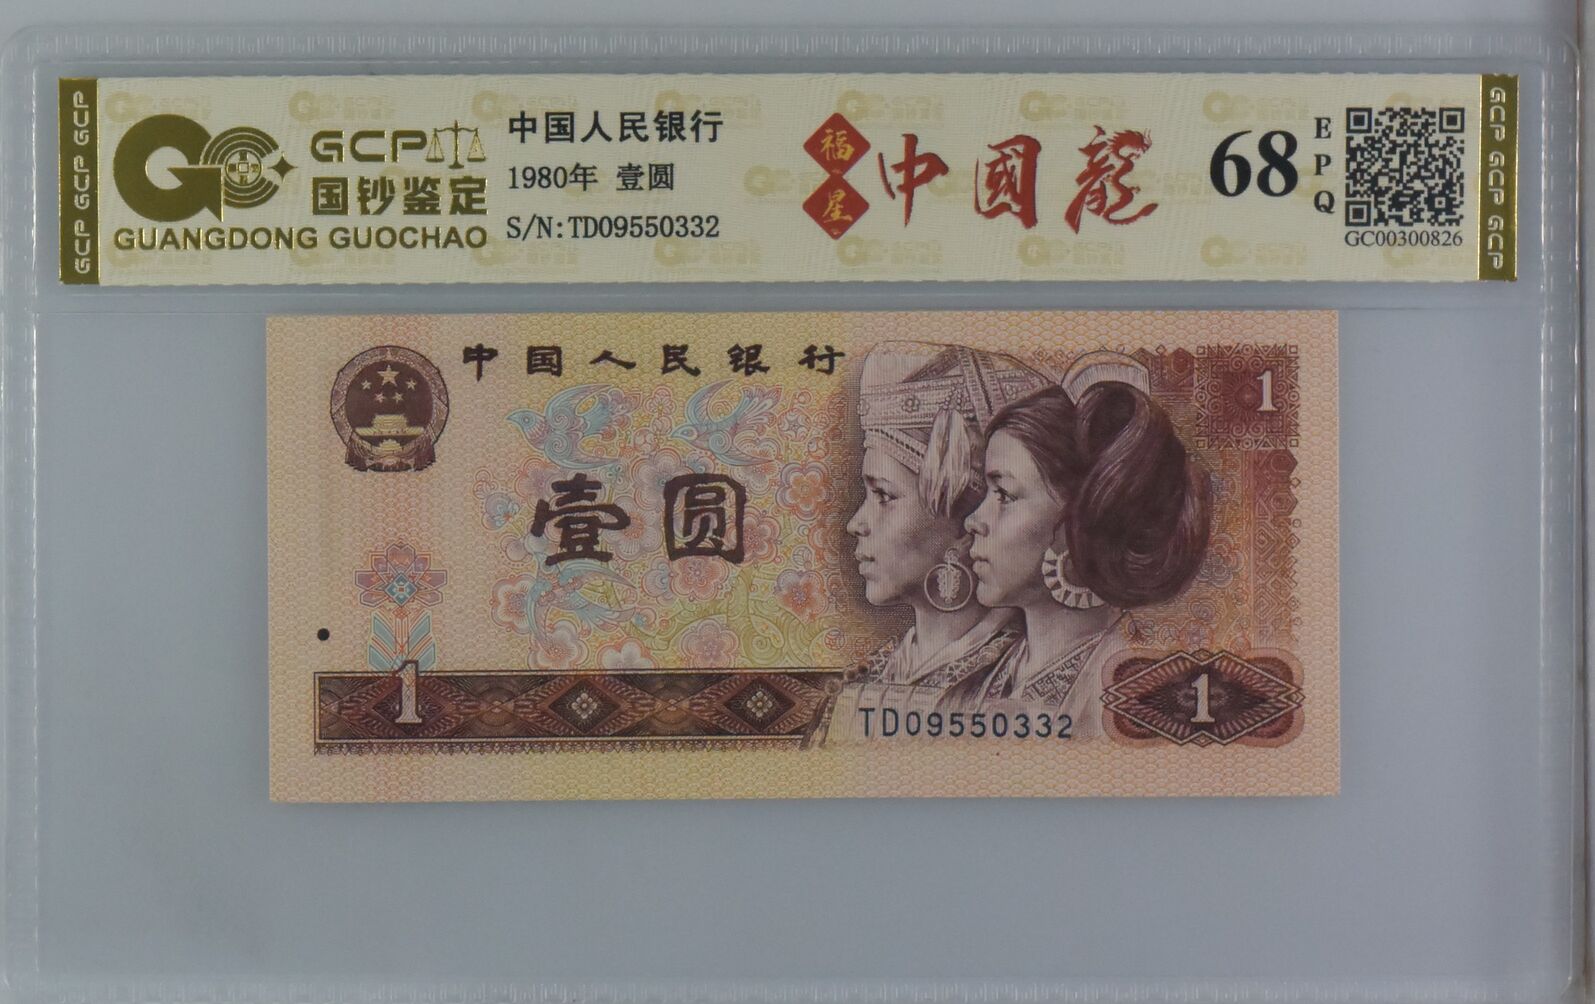 GCP GCP GCP
GCP
国钞鉴定
GUANGDONG GUOCHAO
中国人民银行
1980年 壹圆
S/N:TD09550332
福星
中國龍
68
EPQ
GC00300826
GCP GCP GCP
中国人民银行
1
壹圆
1
TD09550332
1